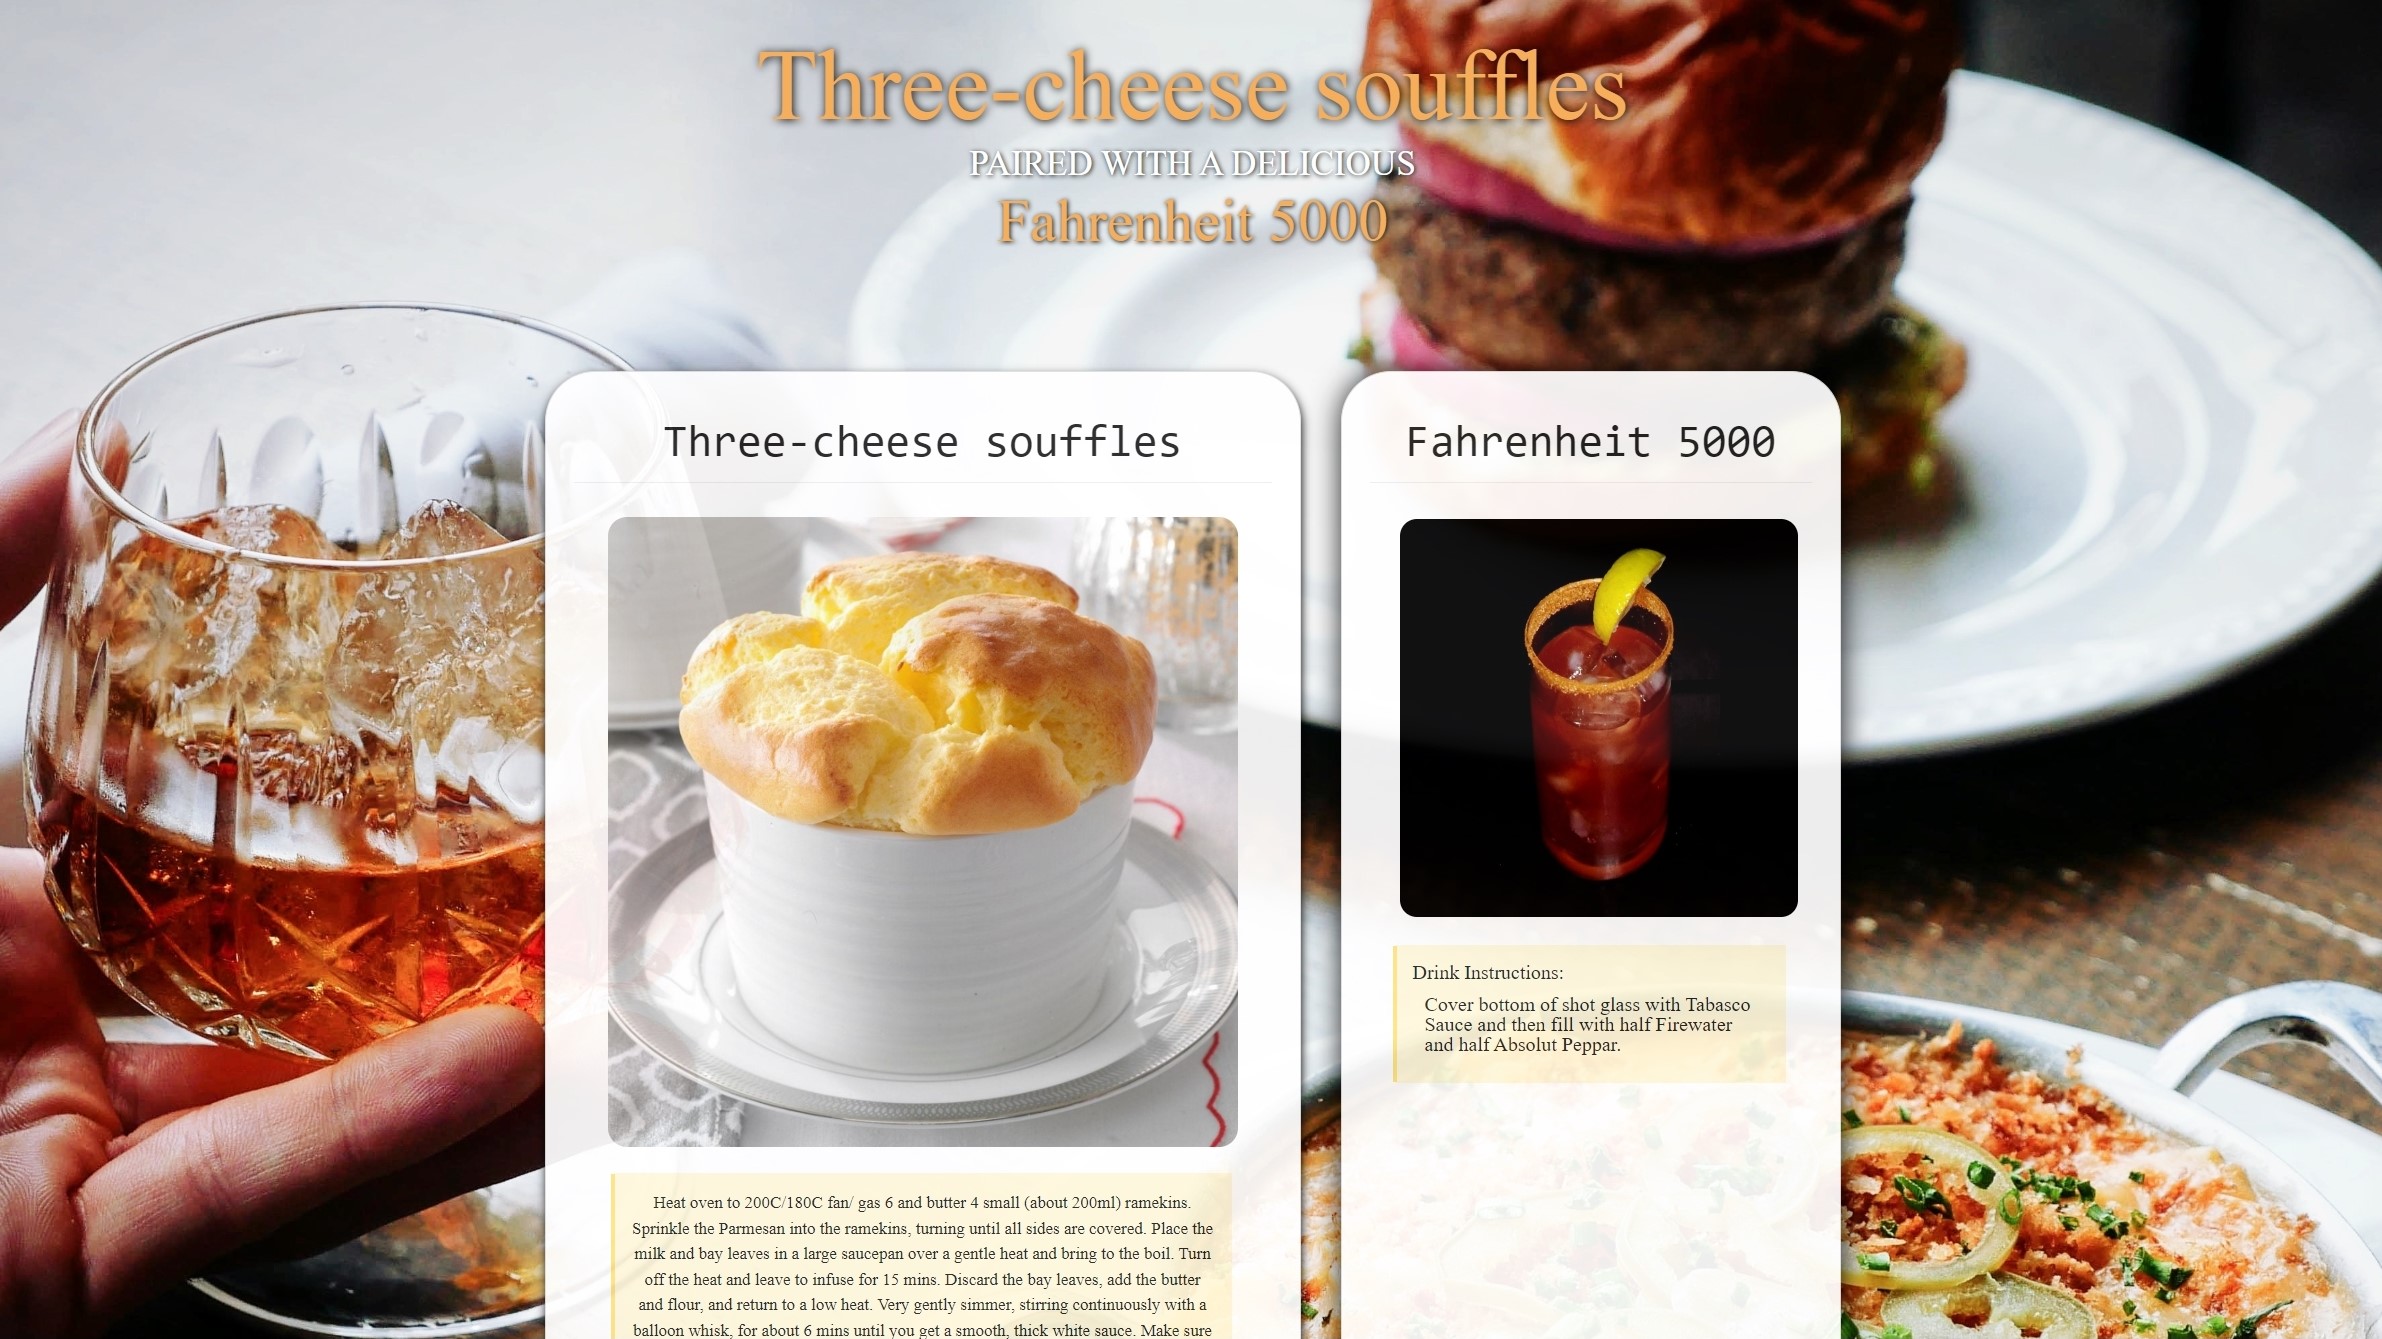 Three-cheese souffles
PAIRED WITH A DELICIOUS
Fahrenheit 5000
Three-cheese souffles
Heat oven to 200C/180C fan/ gas 6 and butter 4 small (about 200ml) ramekins.
Sprinkle the Parmesan into the ramekins, turning until all sides are covered. Place the
milk and bay leaves in a large saucepan over a gentle heat and bring to the boil. Turn
off the heat and leave to infuse for 15 mins. Discard the bay leaves, add the butter
and flour, and return to a low heat. Very gently simmer, stirring continuously with a
balloon whisk, for about 6 mins until you get a smooth, thick white sauce. Make sure
Fahrenheit 5000
Drink Instructions:
Cover bottom of shot glass with Tabasco
Sauce and then fill with half Firewater
and half Absolut Peppar.